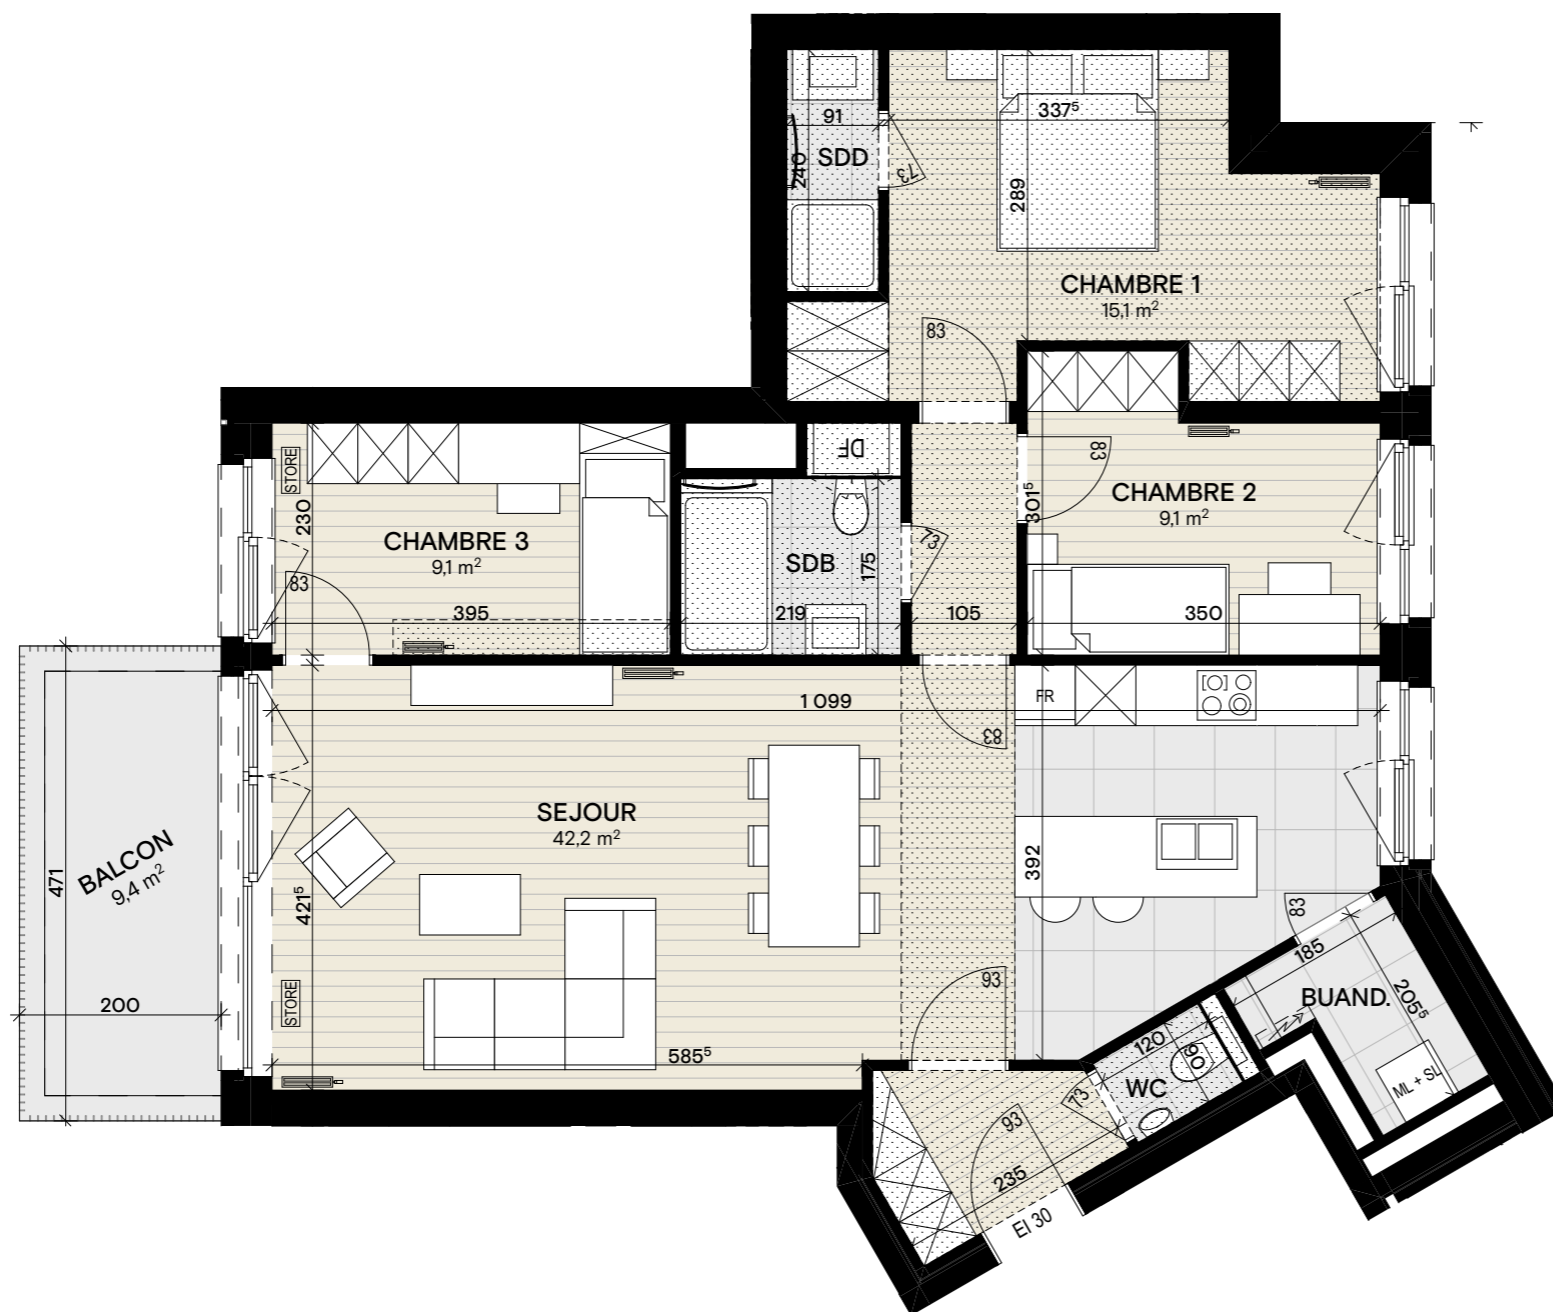 91
SDD
240
73
337⁵
289
CHAMBRE 1
15,1 m²
83
STORE
230
CHAMBRE 3
9,1 m²
83
395
DF
SDB
175
219
73
105
83
301⁵
CHAMBRE 2
9,1 m²
350
1 099
83
FR
SEJOUR
42,2 m²
BALCON
9,4 m²
471
200
421⁵
392
STORE
585⁵
93
83
185
BUAND.
205⁵
ML + SL
120
90
WC
73
93
235
EI 30